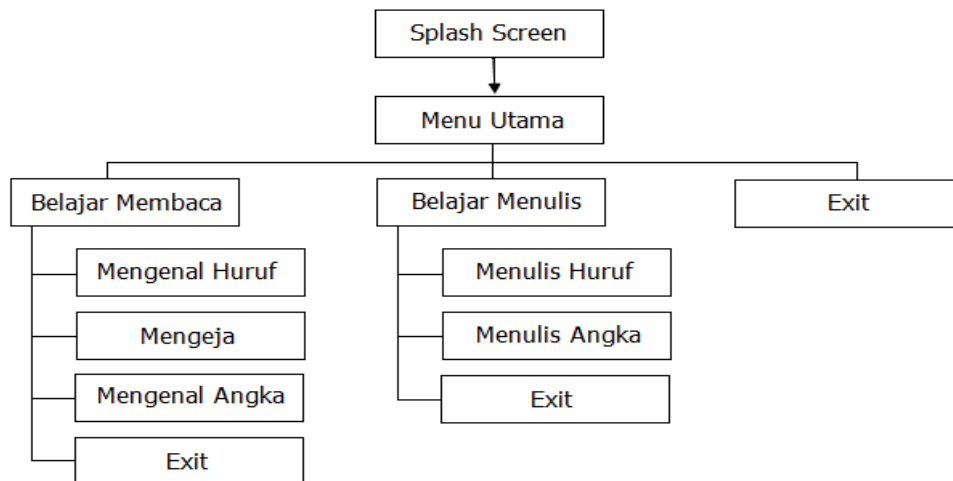 Splash Screen
Menu Utama
Belajar Membaca
Mengenal Huruf
Mengeja
Mengenal Angka
Exit
Belajar Menulis
Menulis Huruf
Menulis Angka
Exit
Exit